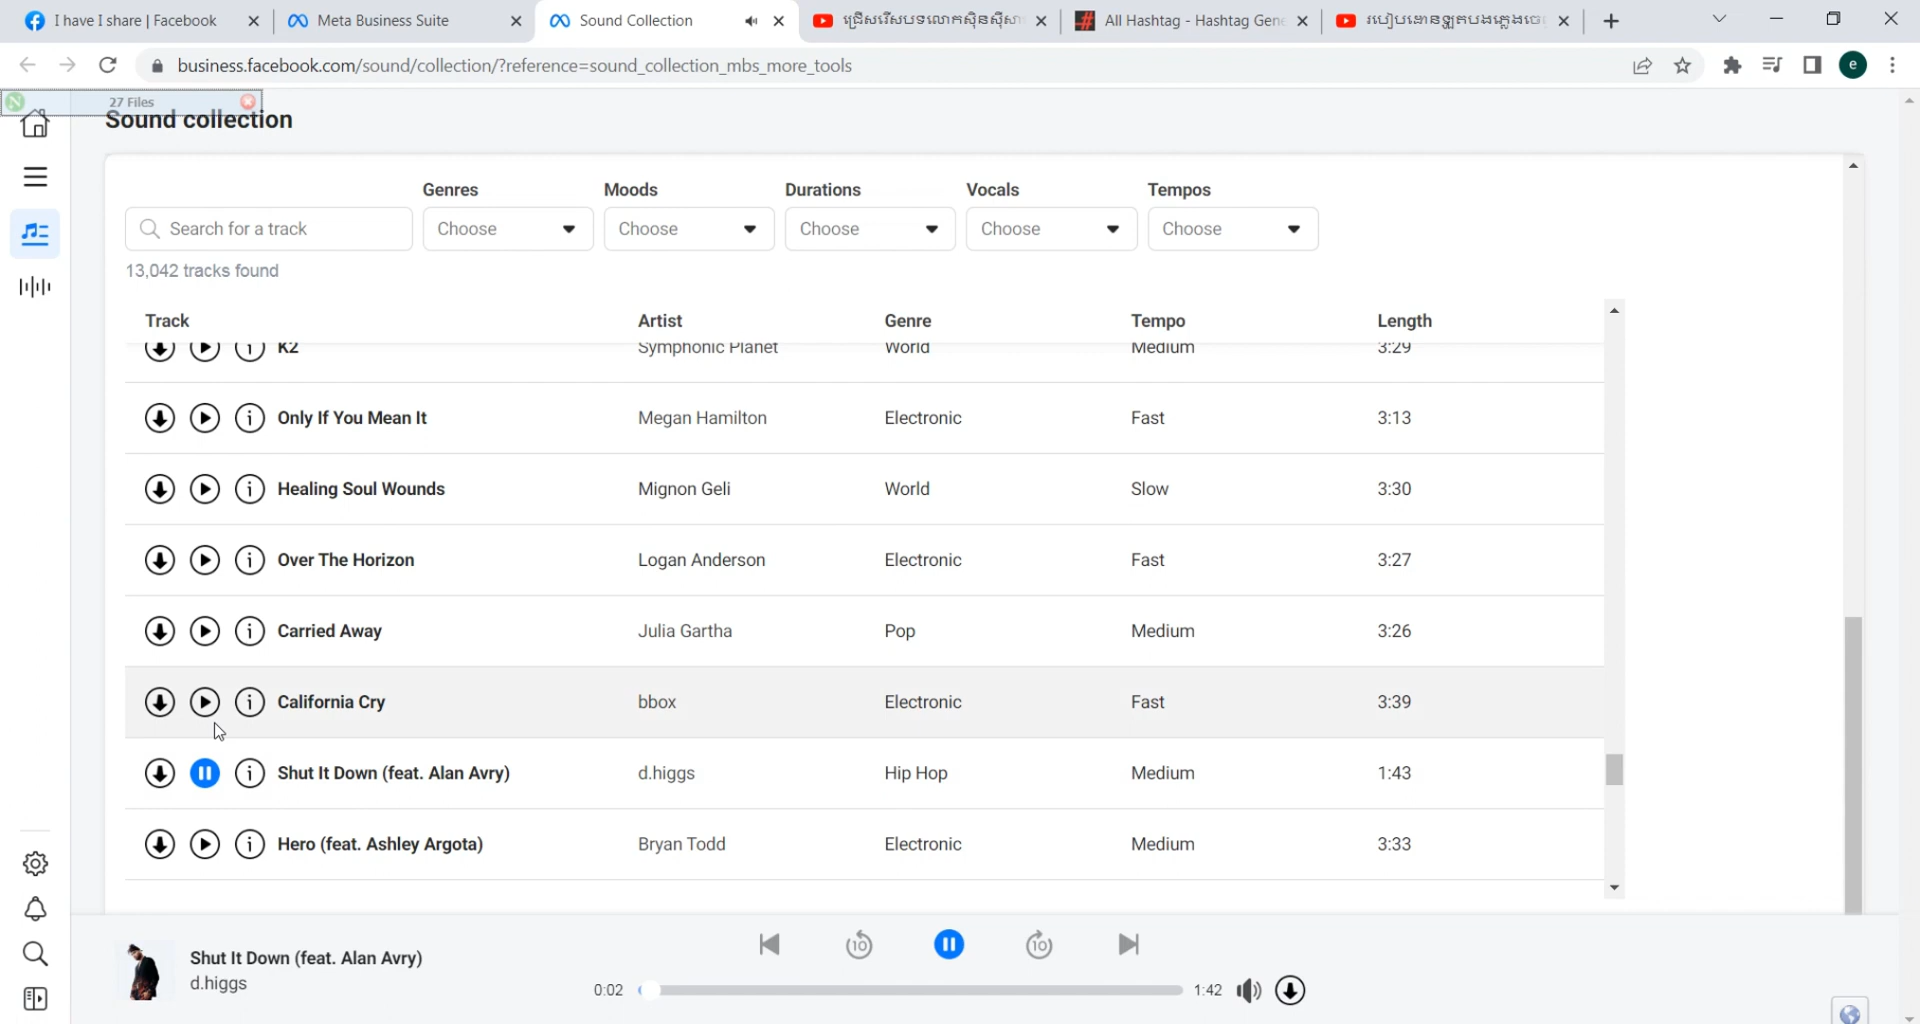 I have I share | Facebook
Meta Business Suite
Sound Collection
All Hashtag - Hashtag Gene
business.facebook.com/sound/collection/?reference=sound_collection_mbs_more_tools
e
N
27 Files
Sound collection
Genres
Moods
Durations
Vocals
Tempos
Search for a track
Choose
Choose
Choose
Choose
Choose
13,042 tracks found
Track Artist Genre Tempo Length
K2 Symphonic Planet World Medium 3:29
Only If You Mean It Megan Hamilton Electronic Fast 3:13
Healing Soul Wounds Mignon Geli World Slow 3:30
Over The Horizon Logan Anderson Electronic Fast 3:27
Carried Away Julia Gartha Pop Medium 3:26
California Cry bbox Electronic Fast 3:39
Shut It Down (feat. Alan Avry) d.higgs Hip Hop Medium 1:43
Hero (feat. Ashley Argota) Bryan Todd Electronic Medium 3:33
Shut It Down (feat. Alan Avry)
d.higgs
10
10
0:02
1:42